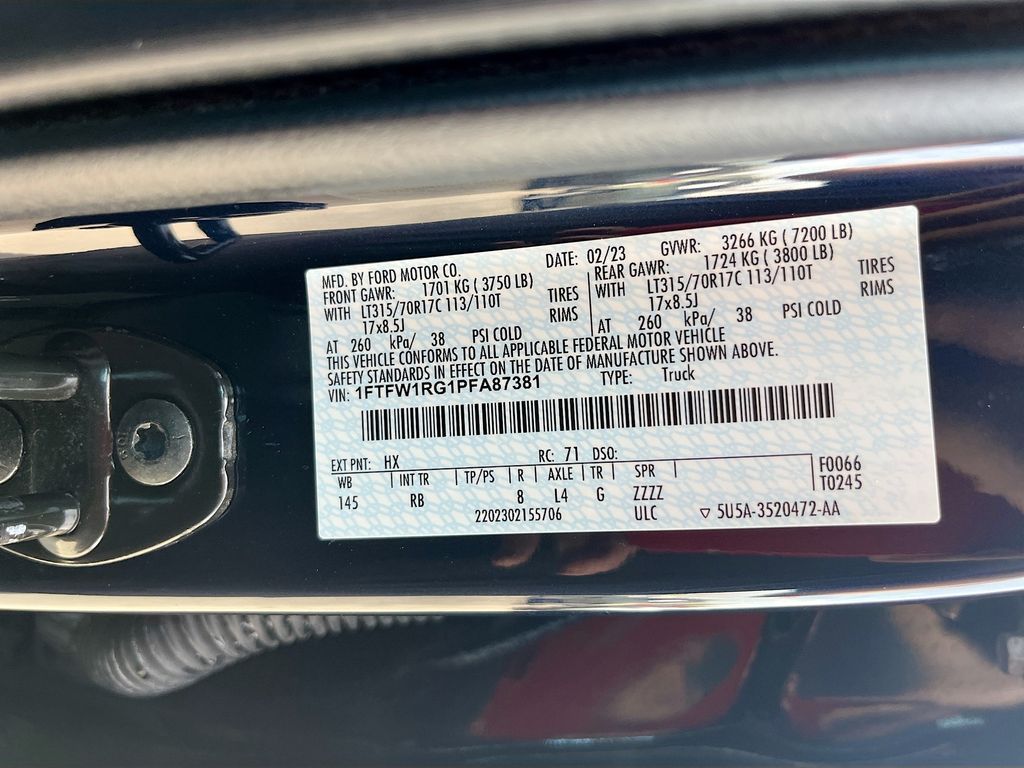 MFD. BY FORD MOTOR CO. DATE: 02/23 GVWR: 3266 KG ( 7200 LB)
FRONT GAWR: 1701 KG ( 3750 LB) REAR GAWR: 1724 KG ( 3800 LB)
WITH LT315/70R17C 113/110T TIRES WITH LT315/70R17C 113/110T TIRES
17x8.5J RIMS 17x8.5J RIMS
AT 260 kPa/ 38 PSI COLD AT 260 kPa/ 38 PSI COLD
THIS VEHICLE CONFORMS TO ALL APPLICABLE FEDERAL MOTOR VEHICLE
SAFETY STANDARDS IN EFFECT ON THE DATE OF MANUFACTURE SHOWN ABOVE.
VIN: 1FTFW1RG1PFA87381 TYPE: Truck
EXT PNT: HX RC: 71 DSO:
WB INT TR TP/PS R AXLE TR SPR F0066
145 RB 8 L4 G ZZZZ T0245
2202302155706 ULC ▽ 5U5A-3520472-AA